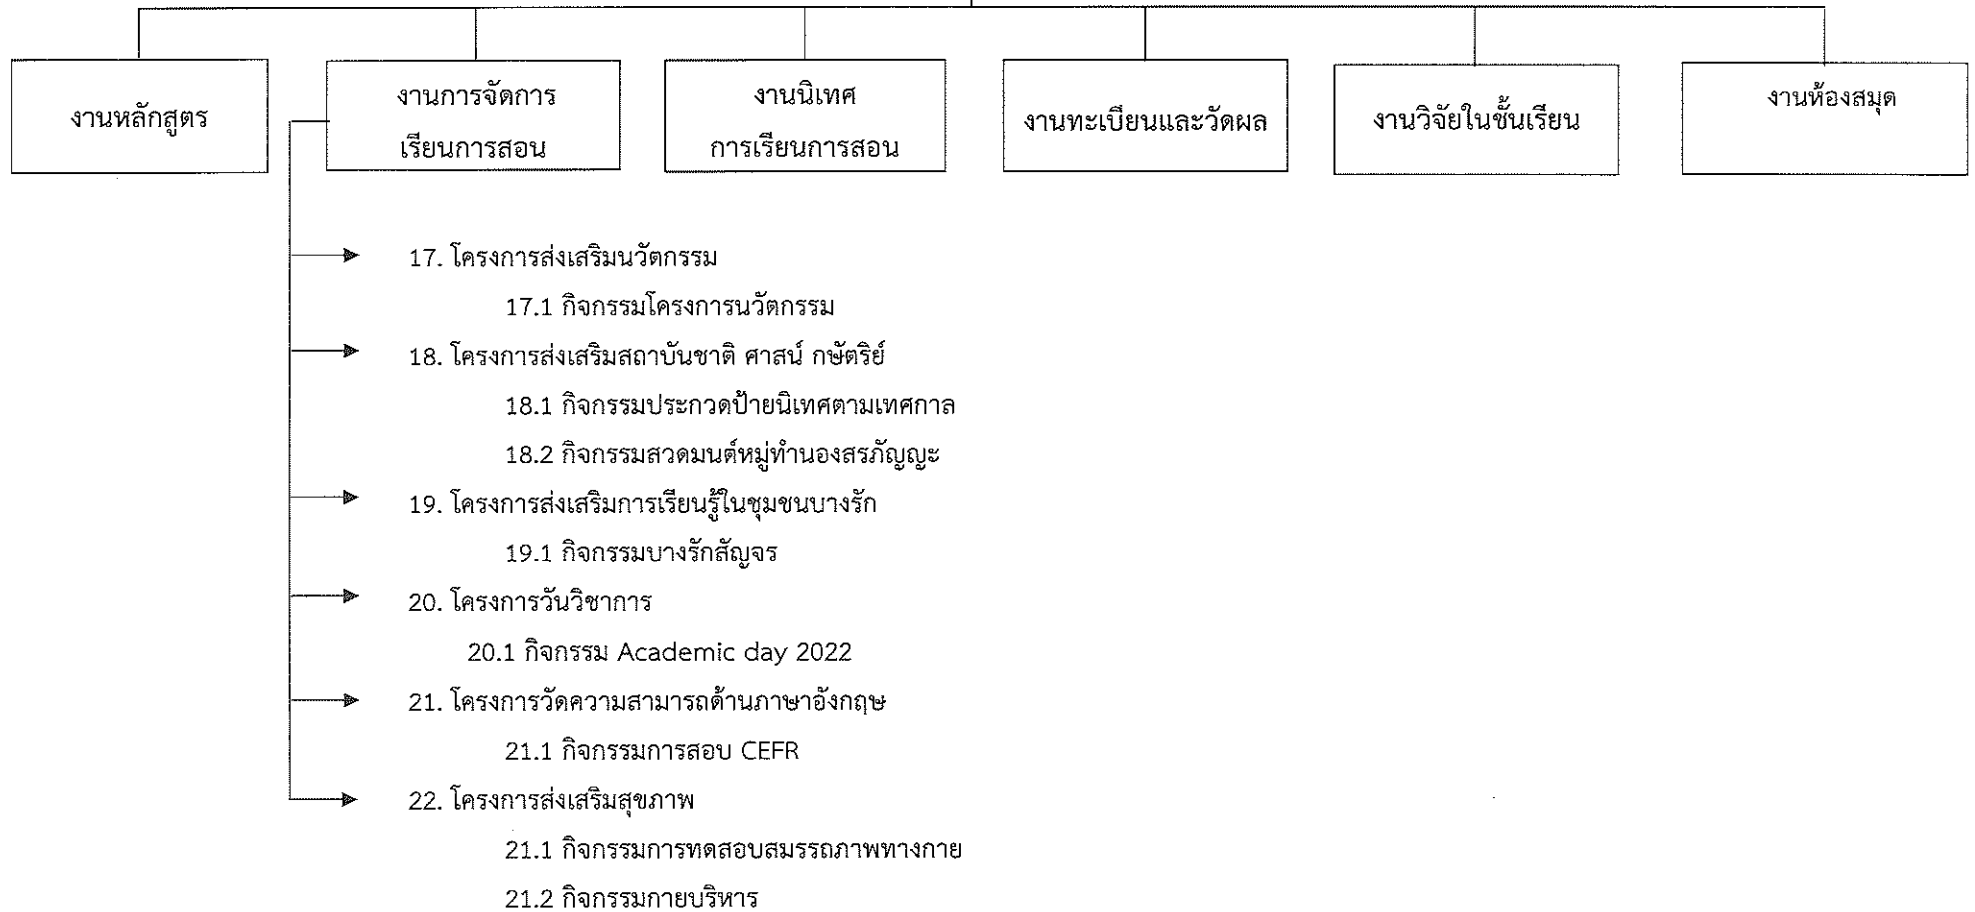 งานหลักสูตร
งานการจัดการ
เรียนการสอน
งานนิเทศ
การเรียนการสอน
งานทะเบียนและวัดผล
งานวิจัยในชั้นเรียน
งานห้องสมุด
17. โครงการส่งเสริมนวัตกรรม
17.1 กิจกรรมโครงการนวัตกรรม
18. โครงการส่งเสริมสถาบันชาติ ศาสน์ กษัตริย์
18.1 กิจกรรมประกวดป้ายนิเทศตามเทศกาล
18.2 กิจกรรมสวดมนต์หมู่ทำนองสรภัญญะ
19. โครงการส่งเสริมการเรียนรู้ในชุมชนบางรัก
19.1 กิจกรรมบางรักสัญจร
20. โครงการวันวิชาการ
20.1 กิจกรรม Academic day 2022
21. โครงการวัดความสามารถด้านภาษาอังกฤษ
21.1 กิจกรรมการสอบ CEFR
22. โครงการส่งเสริมสุขภาพ
21.1 กิจกรรมการทดสอบสมรรถภาพทางกาย
21.2 กิจกรรมกายบริหาร